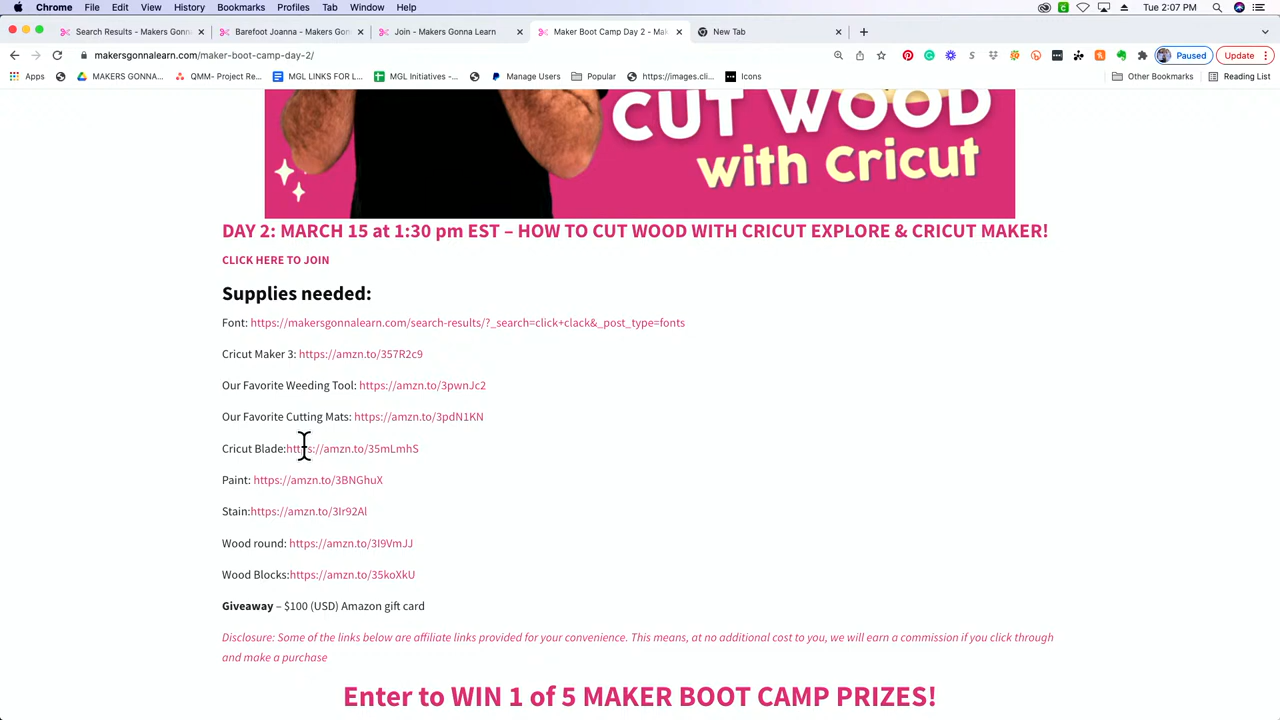 Chrome File Edit View History Bookmarks Profiles Tab Window Help Tue 2:07 PM
Search Results - Makers Gonn
Barefoot Joanna - Makers Gon
Join - Makers Gonna Learn
Maker Boot Camp Day 2 - Mak
New Tab
makersgonnalearn.com/maker-boot-camp-day-2/
Paused
Update
Apps
MAKERS GONNA...
QMM- Project Re...
MGL LINKS FOR L...
MGL Initiatives -...
Manage Users
Popular
https://images.cli...
Icons
Other Bookmarks
Reading List
CUT WOOD
with Cricut
DAY 2: MARCH 15 at 1:30 pm EST – HOW TO CUT WOOD WITH CRICUT EXPLORE & CRICUT MAKER!
CLICK HERE TO JOIN
Supplies needed:
Font: https://makersgonnalearn.com/search-results/?_search=click+clack&_post_type=fonts
Cricut Maker 3: https://amzn.to/357R2c9
Our Favorite Weeding Tool: https://amzn.to/3pwnJc2
Our Favorite Cutting Mats: https://amzn.to/3pdN1KN
Cricut Blade:https://amzn.to/35mLmhS
Paint: https://amzn.to/3BNGhuX
Stain:https://amzn.to/3Ir92Al
Wood round: https://amzn.to/3I9VmJJ
Wood Blocks:https://amzn.to/35koXkU
Giveaway – $100 (USD) Amazon gift card
Disclosure: Some of the links below are affiliate links provided for your convenience. This means, at no additional cost to you, we will earn a commission if you click through
and make a purchase
Enter to WIN 1 of 5 MAKER BOOT CAMP PRIZES!